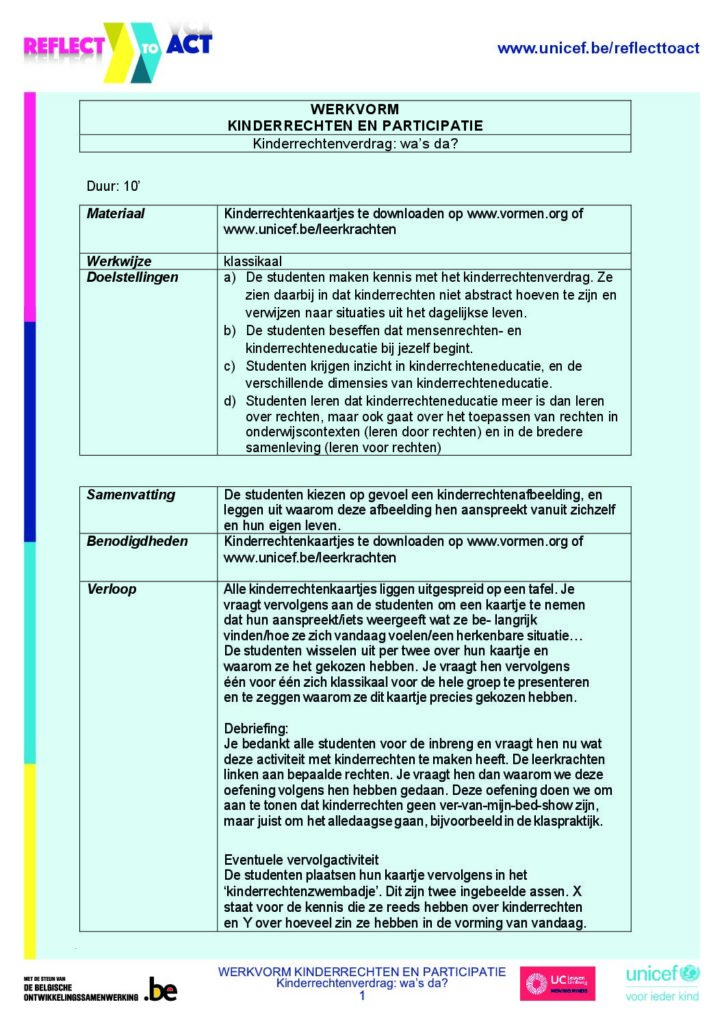 REFLECT TO ACT
www.unicef.be/reflecttoact
WERKVORM
KINDERRECHTEN EN PARTICIPATIE
Kinderrechtenverdrag: wa's da?
Duur: 10'
Materiaal
Kinderrechtenkaartjes te downloaden op www.vormen.org of
www.unicef.be/leerkrachten
Werkwijze
klassikaal
Doelstellingen
a) De studenten maken kennis met het kinderrechtenverdrag. Ze
zien daarbij in dat kinderrechten niet abstract hoeven te zijn en
verwijzen naar situaties uit het dagelijkse leven.
b) De studenten beseffen dat mensenrechten- en
kinderrechteneducatie bij jezelf begint.
c) Studenten krijgen inzicht in kinderrechteneducatie, en de
verschillende dimensies van kinderrechteneducatie.
d) Studenten leren dat kinderrechteneducatie meer is dan leren
over rechten, maar ook gaat over het toepassen van rechten in
onderwijscontexten (leren door rechten) en in de bredere
samenleving (leren voor rechten)
Samenvatting
De studenten kiezen op gevoel een kinderrechtenafbeelding, en
leggen uit waarom deze afbeelding hen aanspreekt vanuit zichzelf
en hun eigen leven.
Benodigdheden
Kinderrechtenkaartjes te downloaden op www.vormen.org of
www.unicef.be/leerkrachten
Verloop
Alle kinderrechtenkaartjes liggen uitgespreid op een tafel. Je
vraagt vervolgens aan de studenten om een kaartje te nemen
dat hun aanspreekt/iets weergeeft wat ze be- langrijk
vinden/hoe ze zich vandaag voelen/een herkenbare situatie…
De studenten wisselen uit per twee over hun kaartje en
waarom ze het gekozen hebben. Je vraagt hen vervolgens
één voor één zich klassikaal voor de hele groep te presenteren
en te zeggen waarom ze dit kaartje precies gekozen hebben.
Debriefing:
Je bedankt alle studenten voor de inbreng en vraagt hen nu wat
deze activiteit met kinderrechten te maken heeft. De leerkrachten
linken aan bepaalde rechten. Je vraagt hen dan waarom we deze
oefening volgens hen hebben gedaan. Deze oefening doen we om
aan te tonen dat kinderrechten geen ver-van-mijn-bed-show zijn,
maar juist om het alledaagse gaan, bijvoorbeeld in de klaspraktijk.
Eventuele vervolgactiviteit
De studenten plaatsen hun kaartje vervolgens in het
'kinderrechtenzwembadje'. Dit zijn twee ingebeelde assen. X
staat voor de kennis die ze reeds hebben over kinderrechten
en Y over hoeveel zin ze hebben in de vorming van vandaag.
MET DE STEUN VAN
DE BELGISCHE
ONTWIKKELINGSSAMENWERKING
.be
WERKVORM KINDERRECHTEN EN PARTICIPATIE
Kinderrechtenverdrag: wa's da?
1
UC Leuven
Limburg
MOVING MINDS
unicef
voor ieder kind